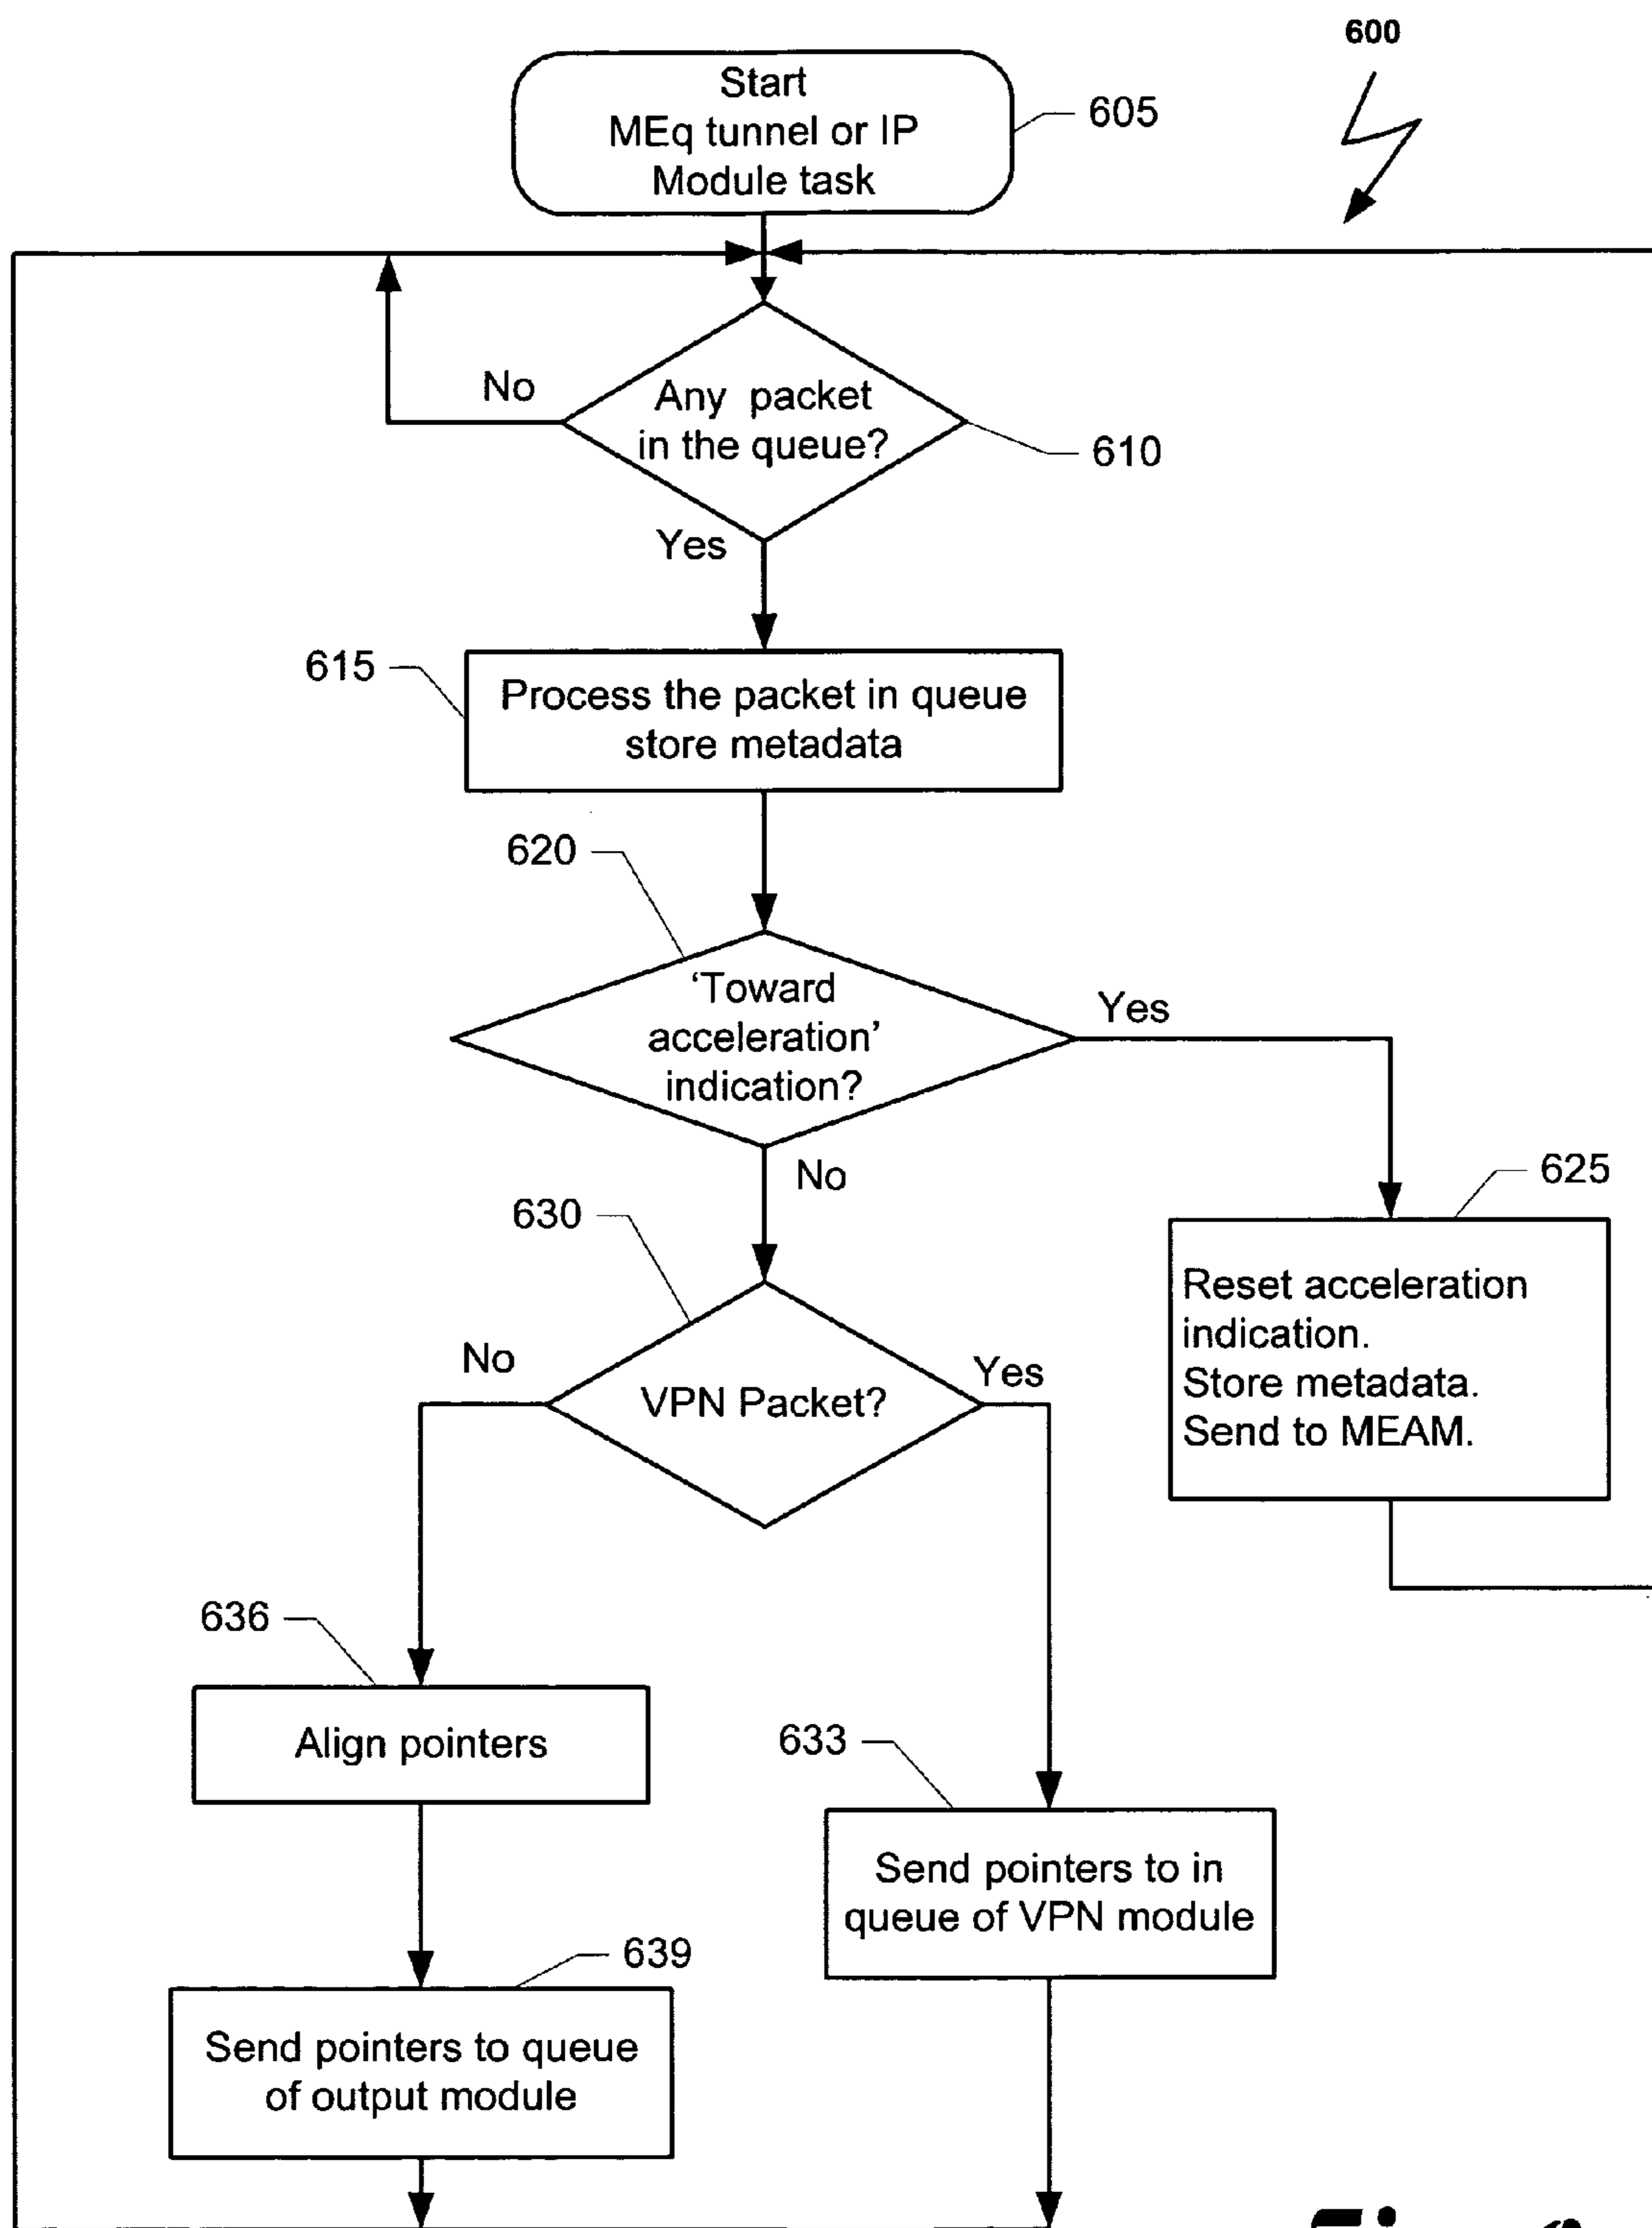 600
Start
MEq tunnel or IP
Module task
605
No
Any packet
in the queue?
610
Yes
615
Process the packet in queue
store metadata
620
‘Toward
acceleration’
indication?
Yes
No
625
630
Reset acceleration
indication.
Store metadata.
Send to MEAM.
No
VPN Packet?
Yes
636
Align pointers
633
Send pointers to in
queue of VPN module
639
Send pointers to queue
of output module